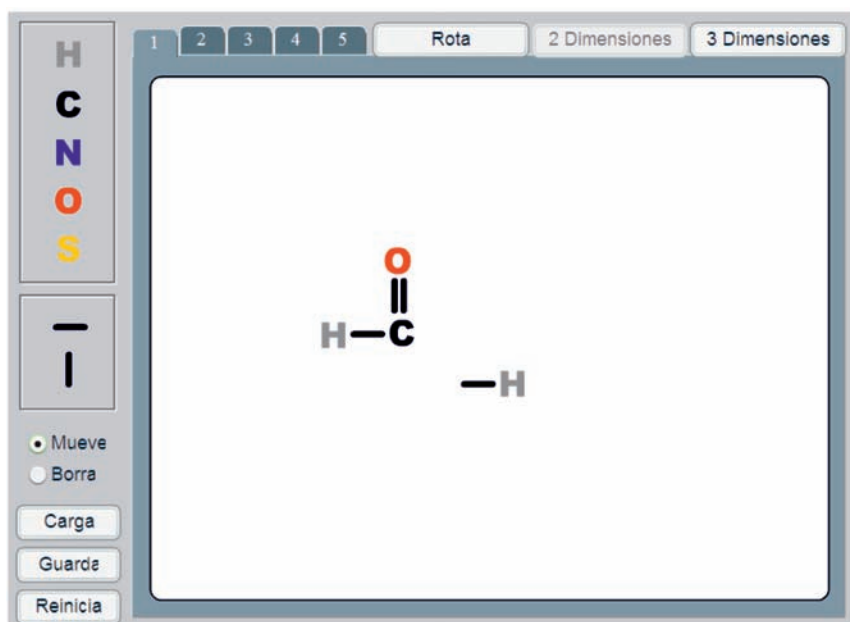 1 2 3 4 5 Rota 2 Dimensiones 3 Dimensiones
H
C
N
O
S
O
H C
H
Mueve
Borra
Carga
Guarda
Reinicia